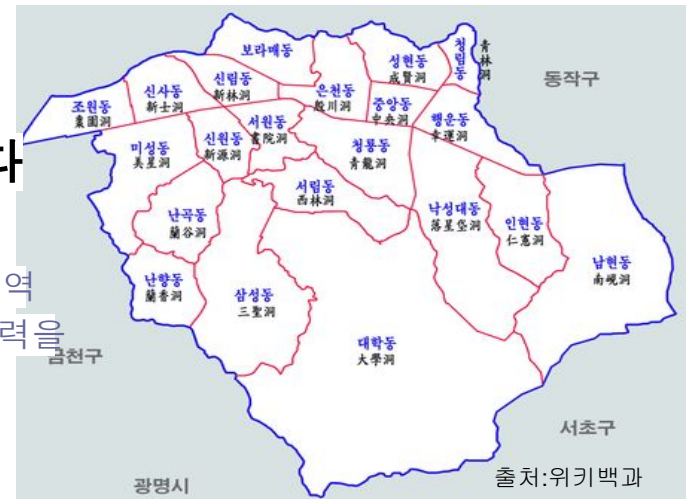 보라매동
성현동
成賢洞
청림동
靑林洞
동작구
신사동
新士洞
신림동
新林洞
은천동
殷川洞
조원동
棗園洞
서원동
書院洞
중앙동
中央洞
행운동
幸運洞
다
미성동
美星洞
신원동
新源洞
청룡동
靑龍洞
서림동
西林洞
난곡동
蘭谷洞
낙성대동
落星垈洞
인헌동
仁憲洞
남현동
南峴洞
역
난향동
蘭香洞
삼성동
三聖洞
력을
금천구
대학동
大學洞
서초구
광명시
출처:위키백과